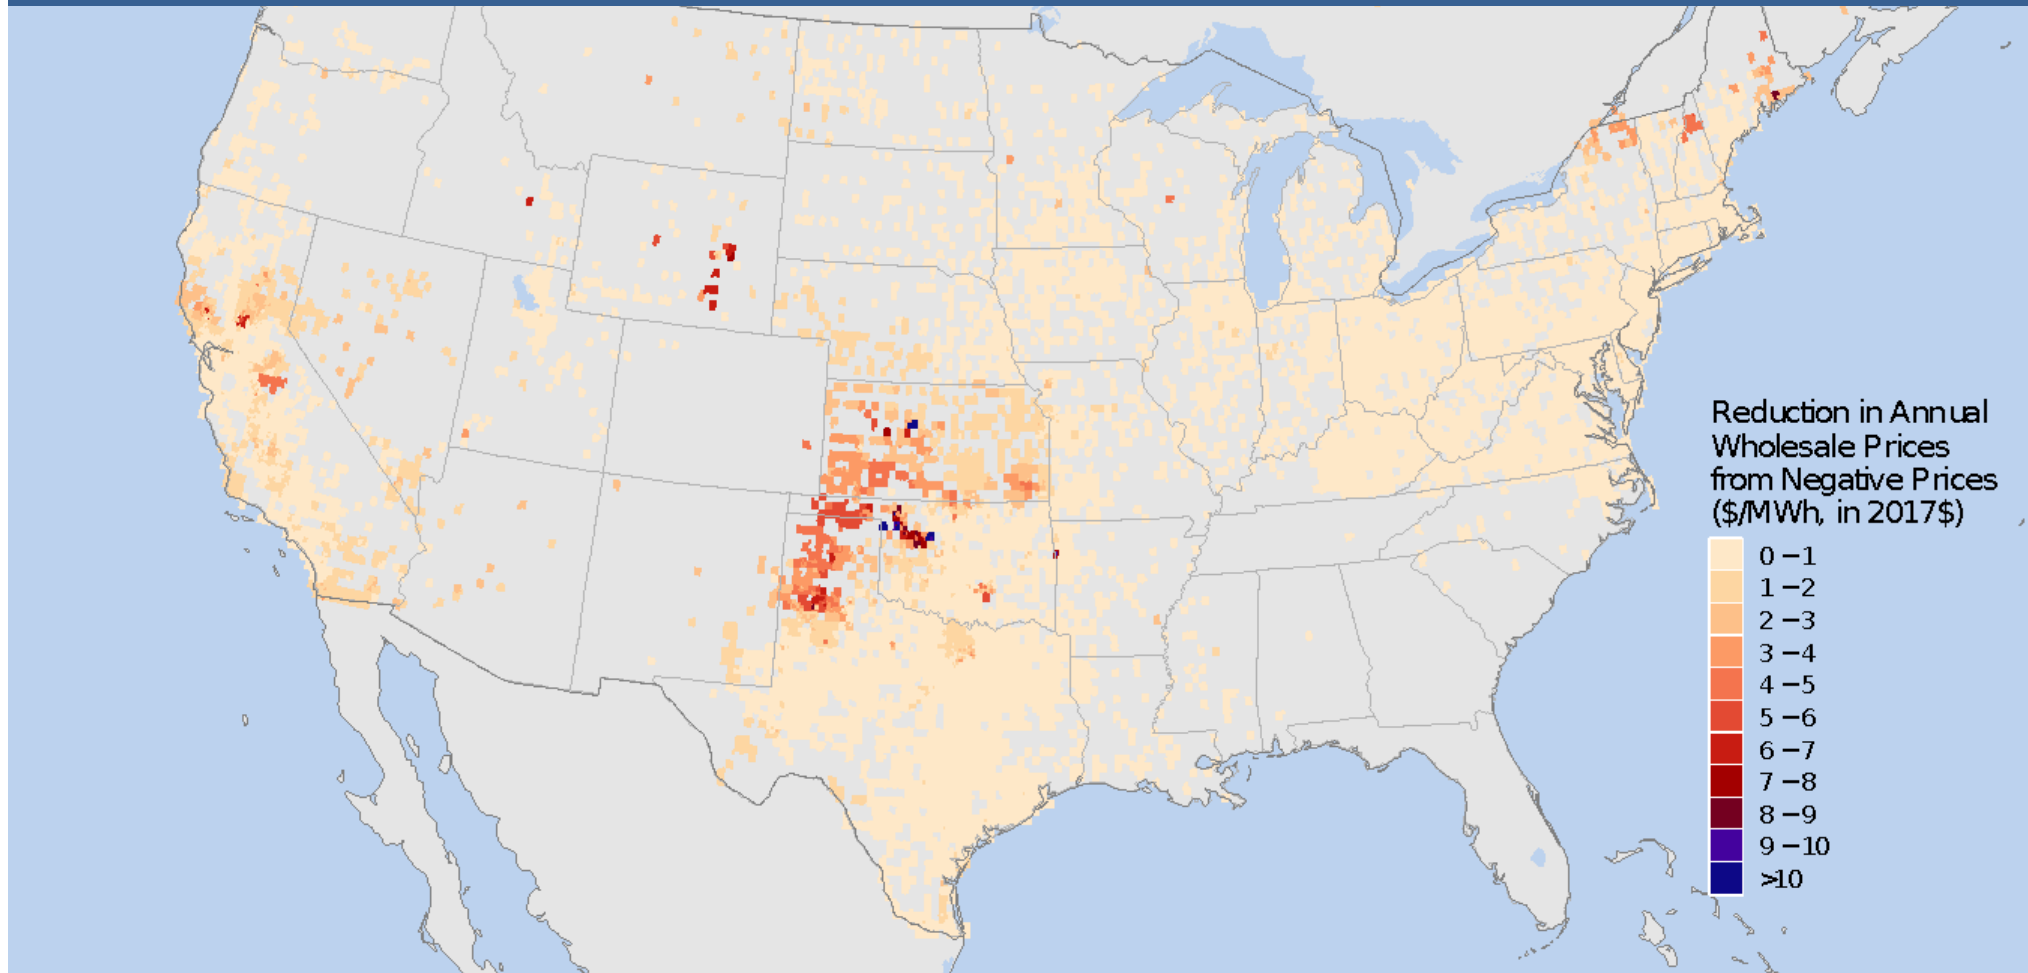 Reduction in Annual
Wholesale Prices
from Negative Prices
($/MWh, in 2017$)
0 – 1
1 – 2
2 – 3
3 – 4
4 – 5
5 – 6
6 – 7
7 – 8
8 – 9
9 – 10
>10